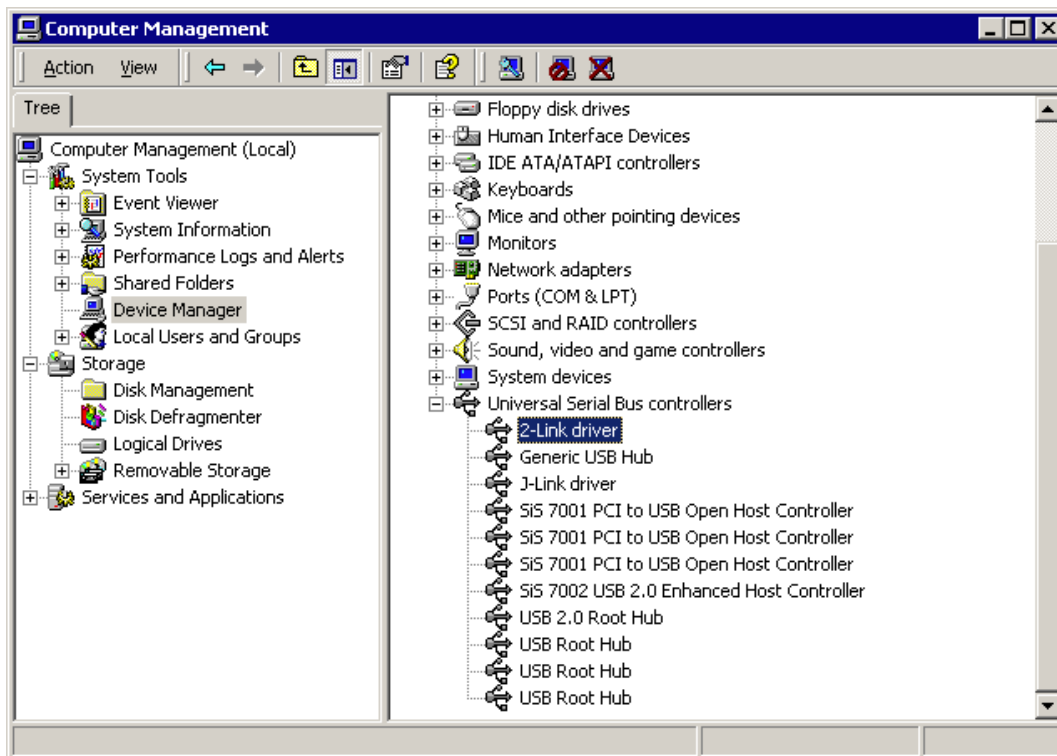 Computer Management
Action View
Tree
Computer Management (Local)
System Tools
Event Viewer
System Information
Performance Logs and Alerts
Shared Folders
Device Manager
Local Users and Groups
Storage
Disk Management
Disk Defragmenter
Logical Drives
Removable Storage
Services and Applications
Floppy disk drives
Human Interface Devices
IDE ATA/ATAPI controllers
Keyboards
Mice and other pointing devices
Monitors
Network adapters
Ports (COM & LPT)
SCSI and RAID controllers
Sound, video and game controllers
System devices
Universal Serial Bus controllers
2-Link driver
Generic USB Hub
J-Link driver
SiS 7001 PCI to USB Open Host Controller
SiS 7001 PCI to USB Open Host Controller
SiS 7001 PCI to USB Open Host Controller
SiS 7002 USB 2.0 Enhanced Host Controller
USB 2.0 Root Hub
USB Root Hub
USB Root Hub
USB Root Hub